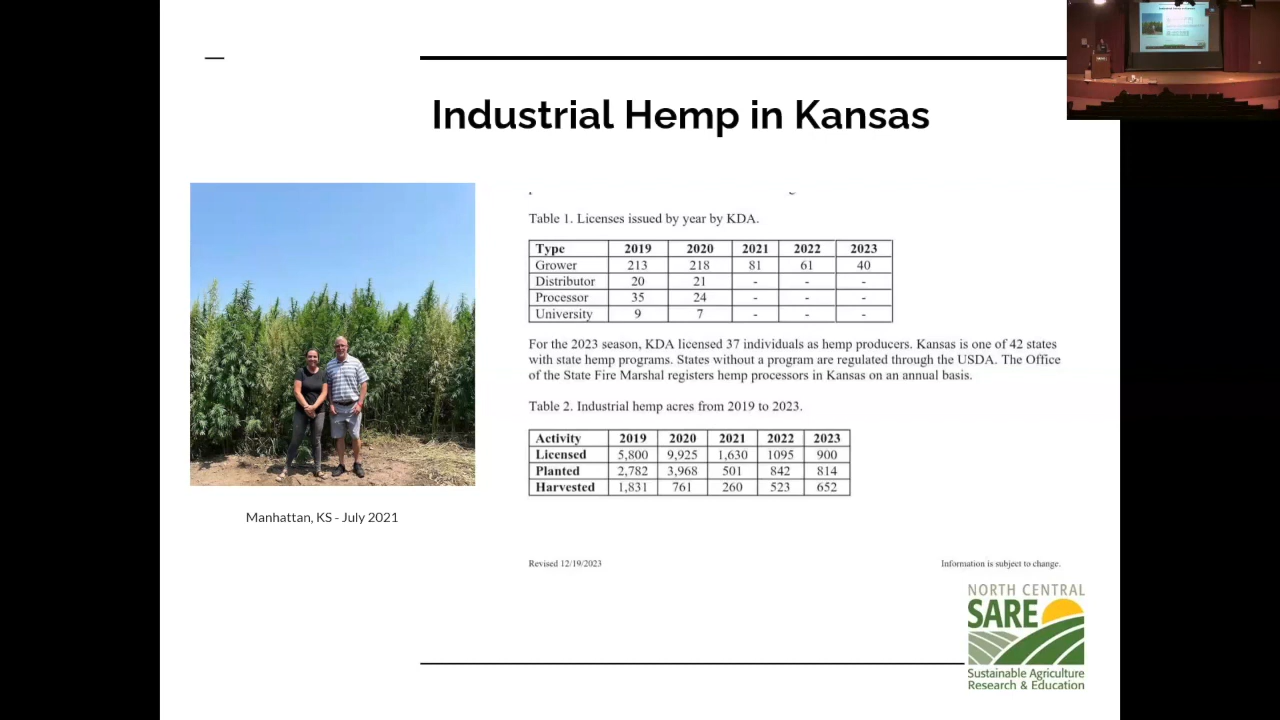 Industrial Hemp in Kansas
Table 1. Licenses issued by year by KDA.
Type 2019 2020 2021 2022 2023
Grower 213 218 81 61 40
Distributor 20 21 - - -
Processor 35 24 - - -
University 9 7 - - -
For the 2023 season, KDA licensed 37 individuals as hemp producers. Kansas is one of 42 states
with state hemp programs. States without a program are regulated through the USDA. The Office
of the State Fire Marshal registers hemp processors in Kansas on an annual basis.
Table 2. Industrial hemp acres from 2019 to 2023.
Activity 2019 2020 2021 2022 2023
Licensed 5,800 9,925 1,630 1095 900
Planted 2,782 3,968 501 842 814
Harvested 1,831 761 260 523 652
Manhattan, KS - July 2021
Revised 12/19/2023 Information is subject to change.
NORTH CENTRAL
SARE
Sustainable Agriculture
Research & Education